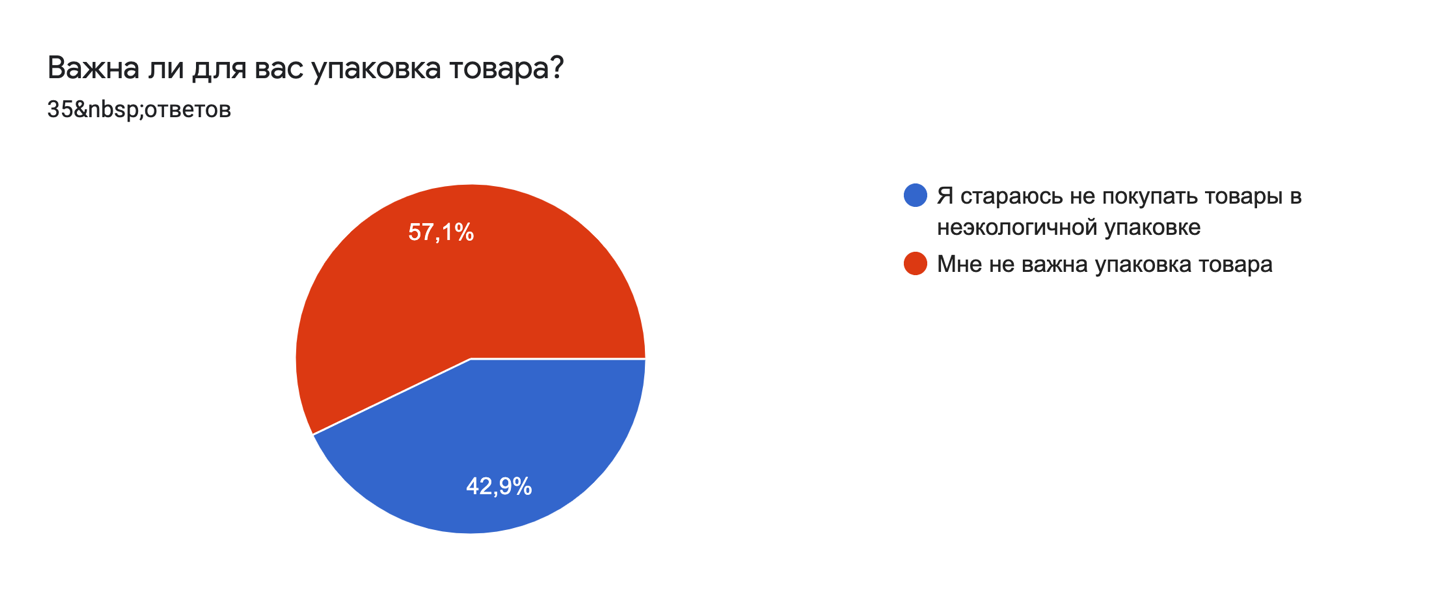 Важна ли для вас упаковка товара?
35&nbsp;ответов
57,1%
42,9%
Я стараюсь не покупать товары в
неэкологичной упаковке
Мне не важна упаковка товара